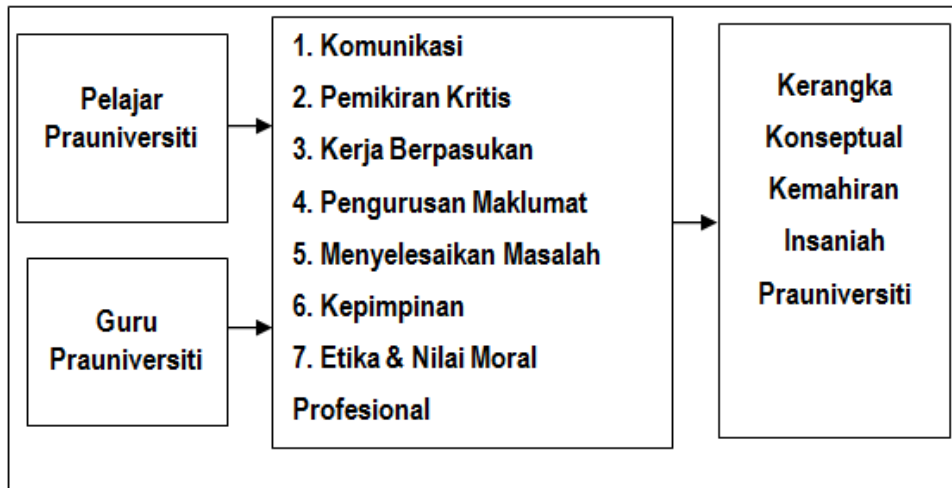 Pelajar
Prauniversiti
Guru
Prauniversiti
1. Komunikasi
2. Pemikiran Kritis
3. Kerja Berpasukan
4. Pengurusan Maklumat
5. Menyelesaikan Masalah
6. Kepimpinan
7. Etika & Nilai Moral
Profesional
Kerangka
Konseptual
Kemahiran
Insaniah
Prauniversiti